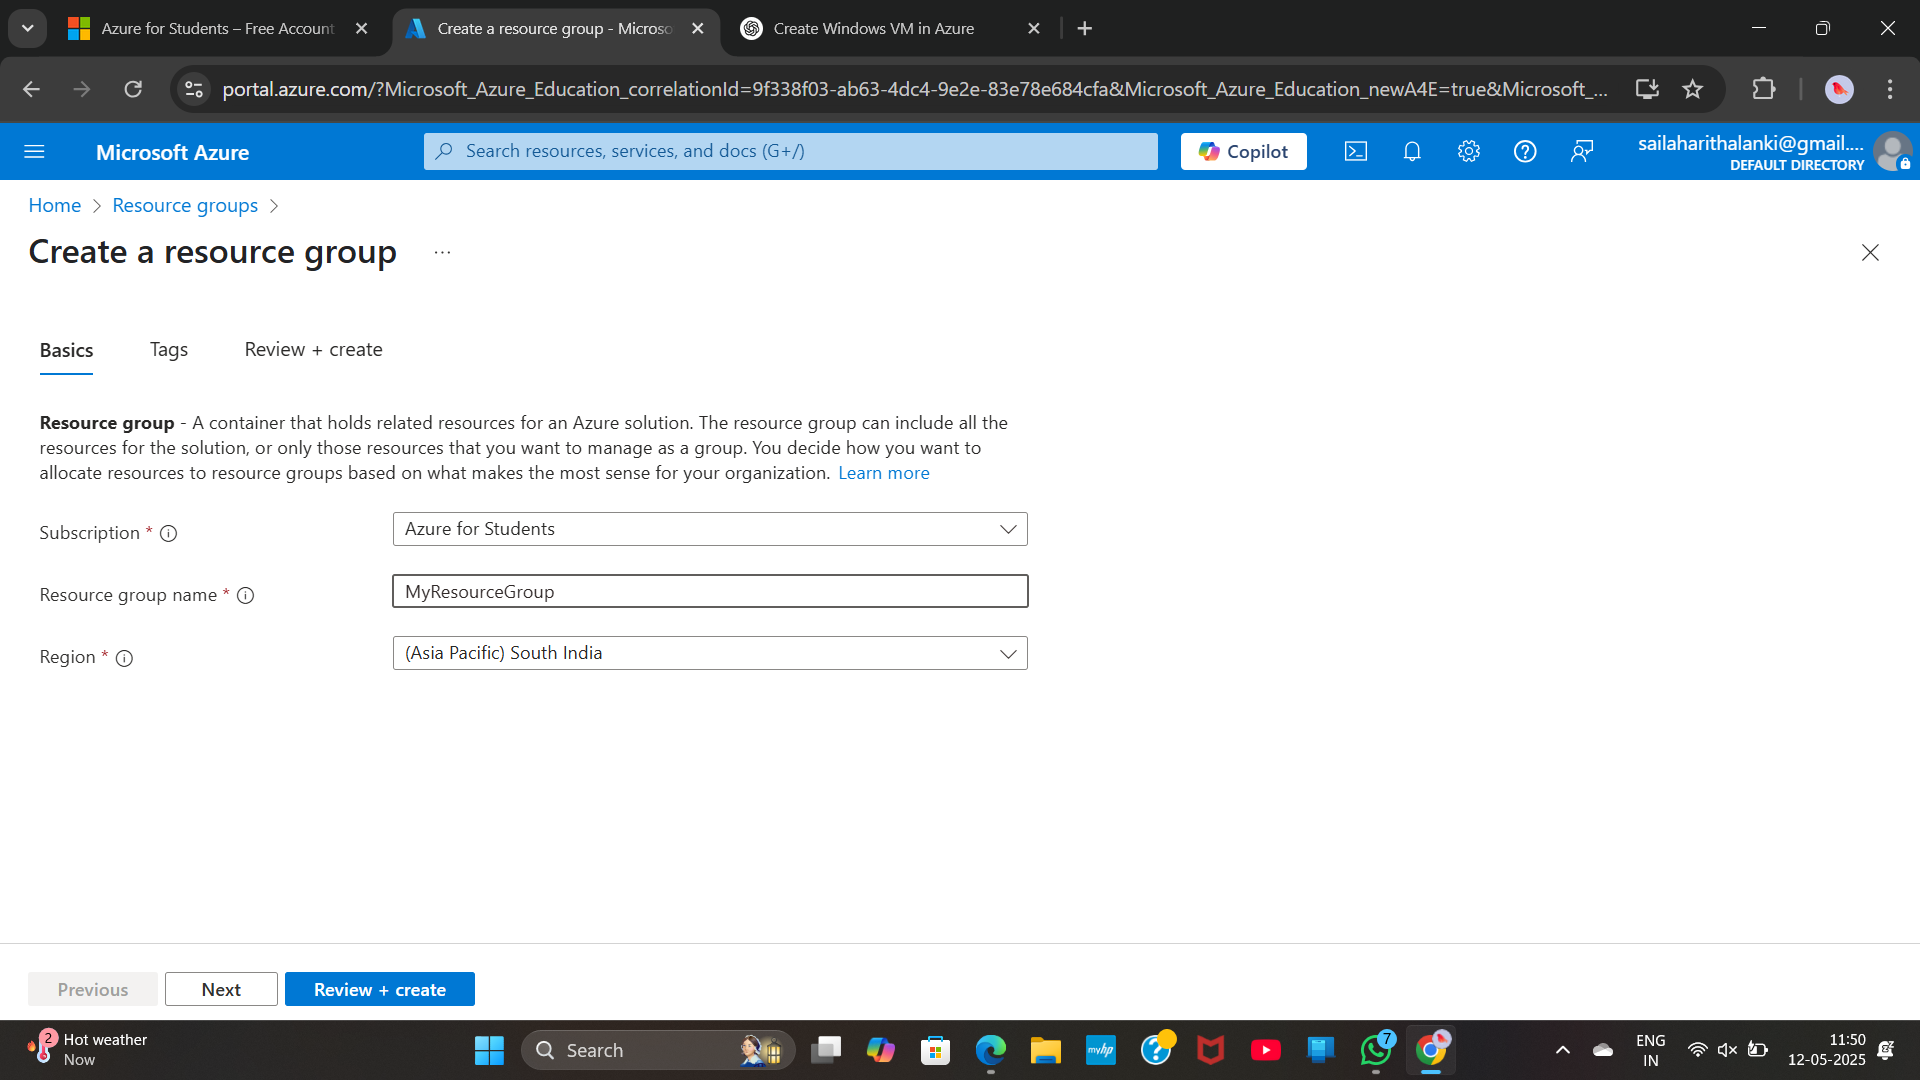 Azure for Students – Free Account
Create a resource group - Microso
Create Windows VM in Azure
portal.azure.com/?Microsoft_Azure_Education_correlationId=9f338f03-ab63-4dc4-9e2e-83e78e684cfa&Microsoft_Azure_Education_newA4E=true&Microsoft_...
Microsoft Azure
Search resources, services, and docs (G+/)
Copilot
sailaharithalanki@gmail....
DEFAULT DIRECTORY
Home
Resource groups
Create a resource group
...
Basics
Tags
Review + create
Resource group - A container that holds related resources for an Azure solution. The resource group can include all the
resources for the solution, or only those resources that you want to manage as a group. You decide how you want to
allocate resources to resource groups based on what makes the most sense for your organization. Learn more
Subscription *
Azure for Students
Resource group name *
MyResourceGroup
Region *
(Asia Pacific) South India
Previous
Next
Review + create
2
Hot weather
Now
Search
myhp
7
ENG
IN
11:50
12-05-2025